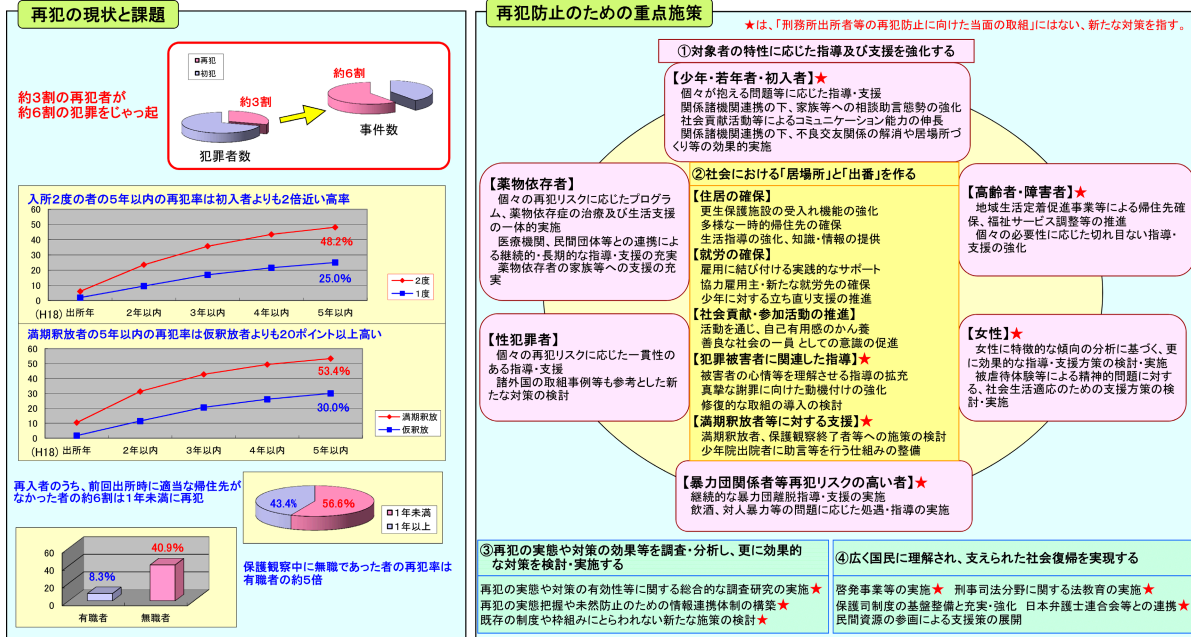 再犯の現状と課題
約3割の再犯者が
約6割の犯罪をじゃっ起
再犯
初犯
約3割
約6割
犯罪者数
事件数
入所2度の者の5年以内の再犯率は初入者よりも2倍近い高率
60
50
40
30
20
10
0
48.2%
25.0%
2度
1度
(H18) 出所年 2年以内 3年以内 4年以内 5年以内
満期釈放者の5年以内の再犯率は仮釈放者よりも20ポイント以上高い
60
50
40
30
20
10
0
53.4%
30.0%
満期釈放
仮釈放
(H18) 出所年 2年以内 3年以内 4年以内 5年以内
再入者のうち、前回出所時に適当な帰住先が
なかった者の約6割は1年未満に再犯
43.4%
56.6%
1年未満
1年以上
60
40
20
0
8.3%
40.9%
有職者 無職者
保護観察中に無職であった者の再犯率は
有職者の約5倍
再犯防止のための重点施策
★は、「刑務所出所者等の再犯防止に向けた当面の取組」にはない、新たな対策を指す。
①対象者の特性に応じた指導及び支援を強化する
【少年・若年者・初入者】★
個々が抱える問題等に応じた指導・支援
関係諸機関連携の下、家族等への相談助言態勢の強化
社会貢献活動等によるコミュニケーション能力の伸長
関係諸機関連携の下、不良交友関係の解消や居場所づ
くり等の効果的実施
【薬物依存者】
個々の再犯リスクに応じたプログラ
ム、薬物依存症の治療及び生活支援
の一体的実施
医療機関、民間団体等との連携によ
る継続的・長期的な指導・支援の充実
薬物依存者の家族等への支援の充
実
【性犯罪者】
個々の再犯リスクに応じた一貫性の
ある指導・支援
諸外国の取組事例等も参考とした新
たな対策の検討
②社会における「居場所」と「出番」を作る
【住居の確保】
更生保護施設の受入れ機能の強化
多様な一時的帰住先の確保
生活指導の強化、知識・情報の提供
【就労の確保】
雇用に結び付ける実践的なサポート
協力雇用主・新たな就労先の確保
少年に対する立ち直り支援の推進
【社会貢献・参加活動の推進】
活動を通じ、自己有用感のかん養
善良な社会の一員 としての意識の促進
【犯罪被害者に関連した指導】★
被害者の心情等を理解させる指導の拡充
真摯な謝罪に向けた動機付けの強化
修復的な取組の導入の検討
【満期釈放者等に対する支援】★
満期釈放者、保護観察終了者等への施策の検討
少年院出院者に助言等を行う仕組みの整備
【高齢者・障害者】★
地域生活定着促進事業等による帰住先確
保、福祉サービス調整等の推進
個々の必要性に応じた切れ目ない指導・
支援の強化
【女性】★
女性に特徴的な傾向の分析に基づく、更
に効果的な指導・支援方策の検討・実施
被虐待体験等による精神的問題に対す
る、社会生活適応のための支援方策の検
討・実施
【暴力団関係者等再犯リスクの高い者】★
継続的な暴力団離脱指導・支援の実施
飲酒、対人暴力等の問題に応じた処遇・指導の実施
③再犯の実態や対策の効果等を調査・分析し、更に効果的
な対策を検討・実施する
再犯の実態や対策の有効性等に関する総合的な調査研究の実施★
再犯の実態把握や未然防止のための情報連携体制の構築★
既存の制度や枠組みにとらわれない新たな施策の検討★
④広く国民に理解され、支えられた社会復帰を実現する
啓発事業等の実施★ 刑事司法分野に関する法教育の実施★
保護司制度の基盤整備と充実・強化 日本弁護士連合会等との連携★
民間資源の参画による支援策の展開